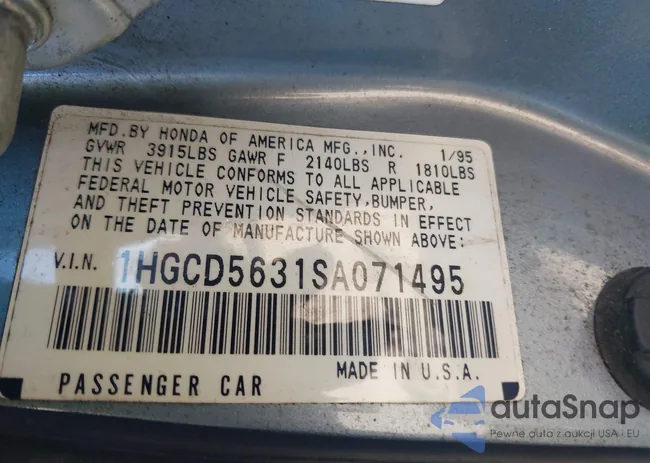 MFD.BY HONDA OF AMERICA MFG.,INC. 1/95
GVWR 3915LBS GAWR F 2140LBS R 1810LBS
THIS VEHICLE CONFORMS TO ALL APPLICABLE
FEDERAL MOTOR VEHICLE SAFETY,BUMPER,
AND THEFT PREVENTION STANDARDS IN EFFECT
ON THE DATE OF MANUFACTURE SHOWN ABOVE:
V.I.N. 1HGCD5631SA071495
PASSENGER CAR MADE IN U.S.A.
autaSnap
Pewne auta z aukcji USA i EU